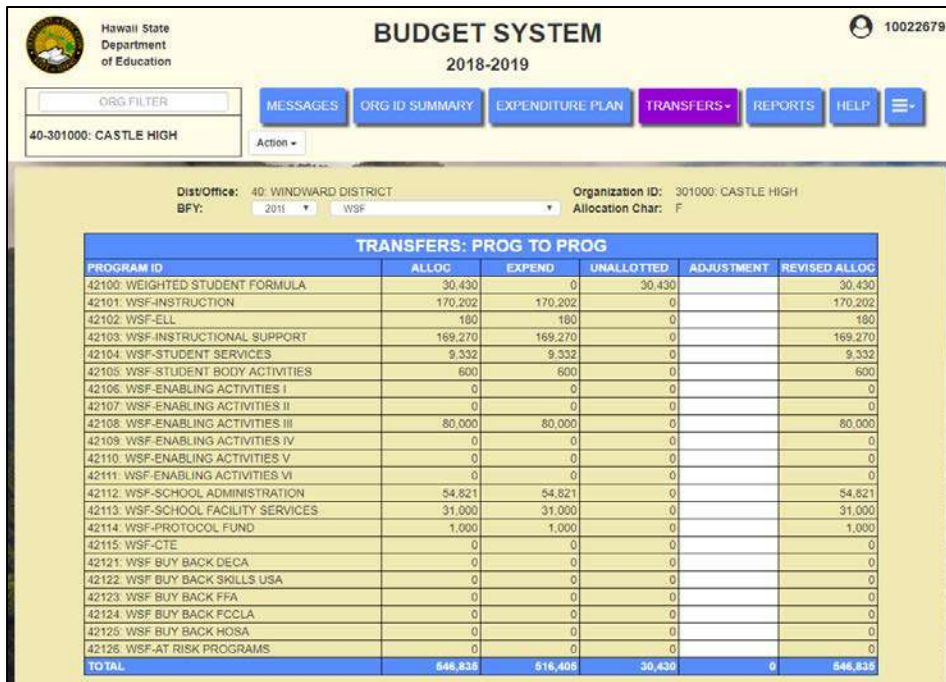 Hawaii State
Department
of Education
BUDGET SYSTEM
2018-2019
10022679
ORG FILTER
40-301000: CASTLE HIGH
MESSAGES ORG ID SUMMARY EXPENDITURE PLAN TRANSFERS REPORTS HELP
Action
Dist/Office: 40: WINDWARD DISTRICT Organization ID: 301000: CASTLE HIGH
BFY: WSF Allocation Char: F
TRANSFERS: PROG TO PROG
PROGRAM ID ALLOC EXPEND UNALLOTTED ADJUSTMENT REVISED ALLOC
42100: WEIGHTED STUDENT FORMULA 30,430 0 30,430 30,430
42101: WSF-INSTRUCTION 170,202 170,202 0 170,202
42102: WSF-ELL 180 180 0 180
42103: WSF-INSTRUCTIONAL SUPPORT 169,270 169,270 0 169,270
42104: WSF-STUDENT SERVICES 9,332 9,332 0 9,332
42105: WSF-STUDENT BODY ACTIVITIES 600 600 0 600
42106: WSF-ENABLING ACTIVITIES I 0 0 0 0
42107: WSF-ENABLING ACTIVITIES II 0 0 0 0
42108: WSF-ENABLING ACTIVITIES III 80,000 80,000 0 80,000
42109: WSF-ENABLING ACTIVITIES IV 0 0 0 0
42110: WSF-ENABLING ACTIVITIES V 0 0 0 0
42111: WSF-ENABLING ACTIVITIES VI 0 0 0 0
42112: WSF-SCHOOL ADMINISTRATION 54,821 54,821 0 54,821
42113: WSF-SCHOOL FACILITY SERVICES 31,000 31,000 0 31,000
42114: WSF-PROTOCOL FUND 1,000 1,000 0 1,000
42115: WSF-CTE 0 0 0 0
42121: WSF BUY BACK DECA 0 0 0 0
42122: WSF BUY BACK SKILLS USA 0 0 0 0
42123: WSF BUY BACK FFA 0 0 0 0
42124: WSF BUY BACK FCCLA 0 0 0 0
42125: WSF BUY BACK HOSA 0 0 0 0
42126: WSF-AT RISK PROGRAMS 0 0 0 0
TOTAL 546,835 516,405 30,430 0 546,835